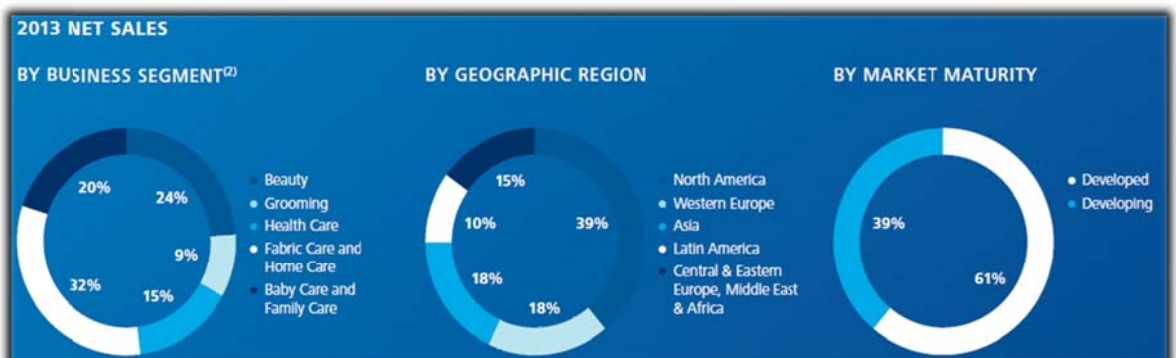 2013 NET SALES
BY BUSINESS SEGMENT(2)
20%
24%
9%
15%
32%
Beauty
Grooming
Health Care
Fabric Care and
Home Care
Baby Care and
Family Care
BY GEOGRAPHIC REGION
15%
39%
10%
18%
18%
North America
Western Europe
Asia
Latin America
Central & Eastern
Europe, Middle East
& Africa
BY MARKET MATURITY
39%
61%
Developed
Developing